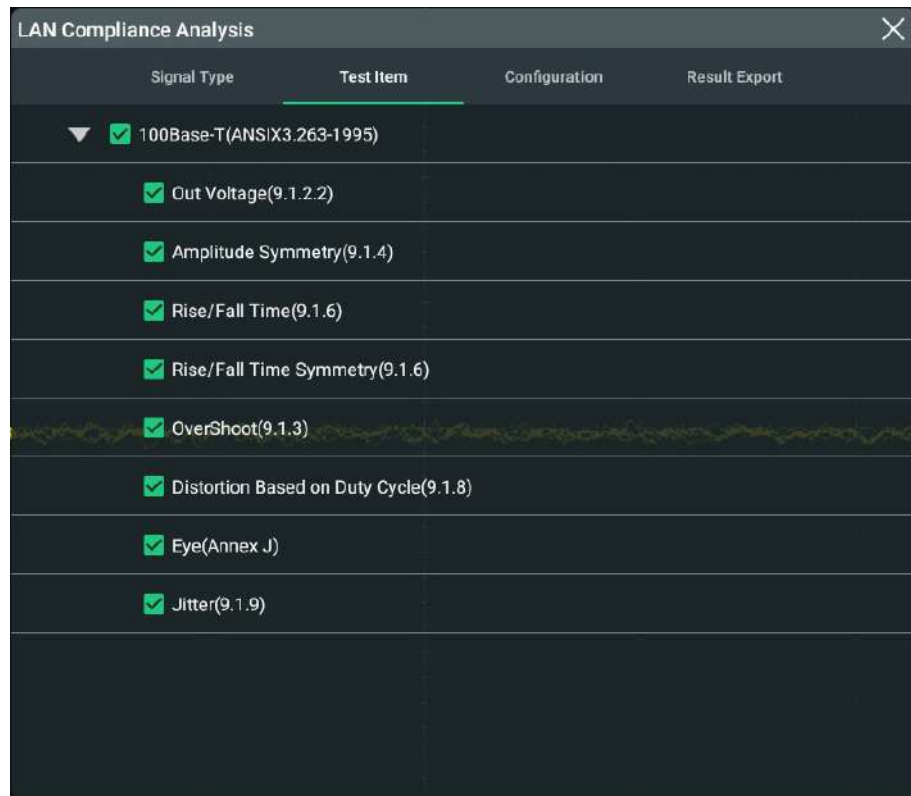 LAN Compliance Analysis
Signal Type Test Item Configuration Result Export
100Base-T(ANSIX3.263-1995)
Out Voltage(9.1.2.2)
Amplitude Symmetry(9.1.4)
Rise/Fall Time(9.1.6)
Rise/Fall Time Symmetry(9.1.6)
OverShoot(9.1.3)
Distortion Based on Duty Cycle(9.1.8)
Eye(Annex J)
Jitter(9.1.9)